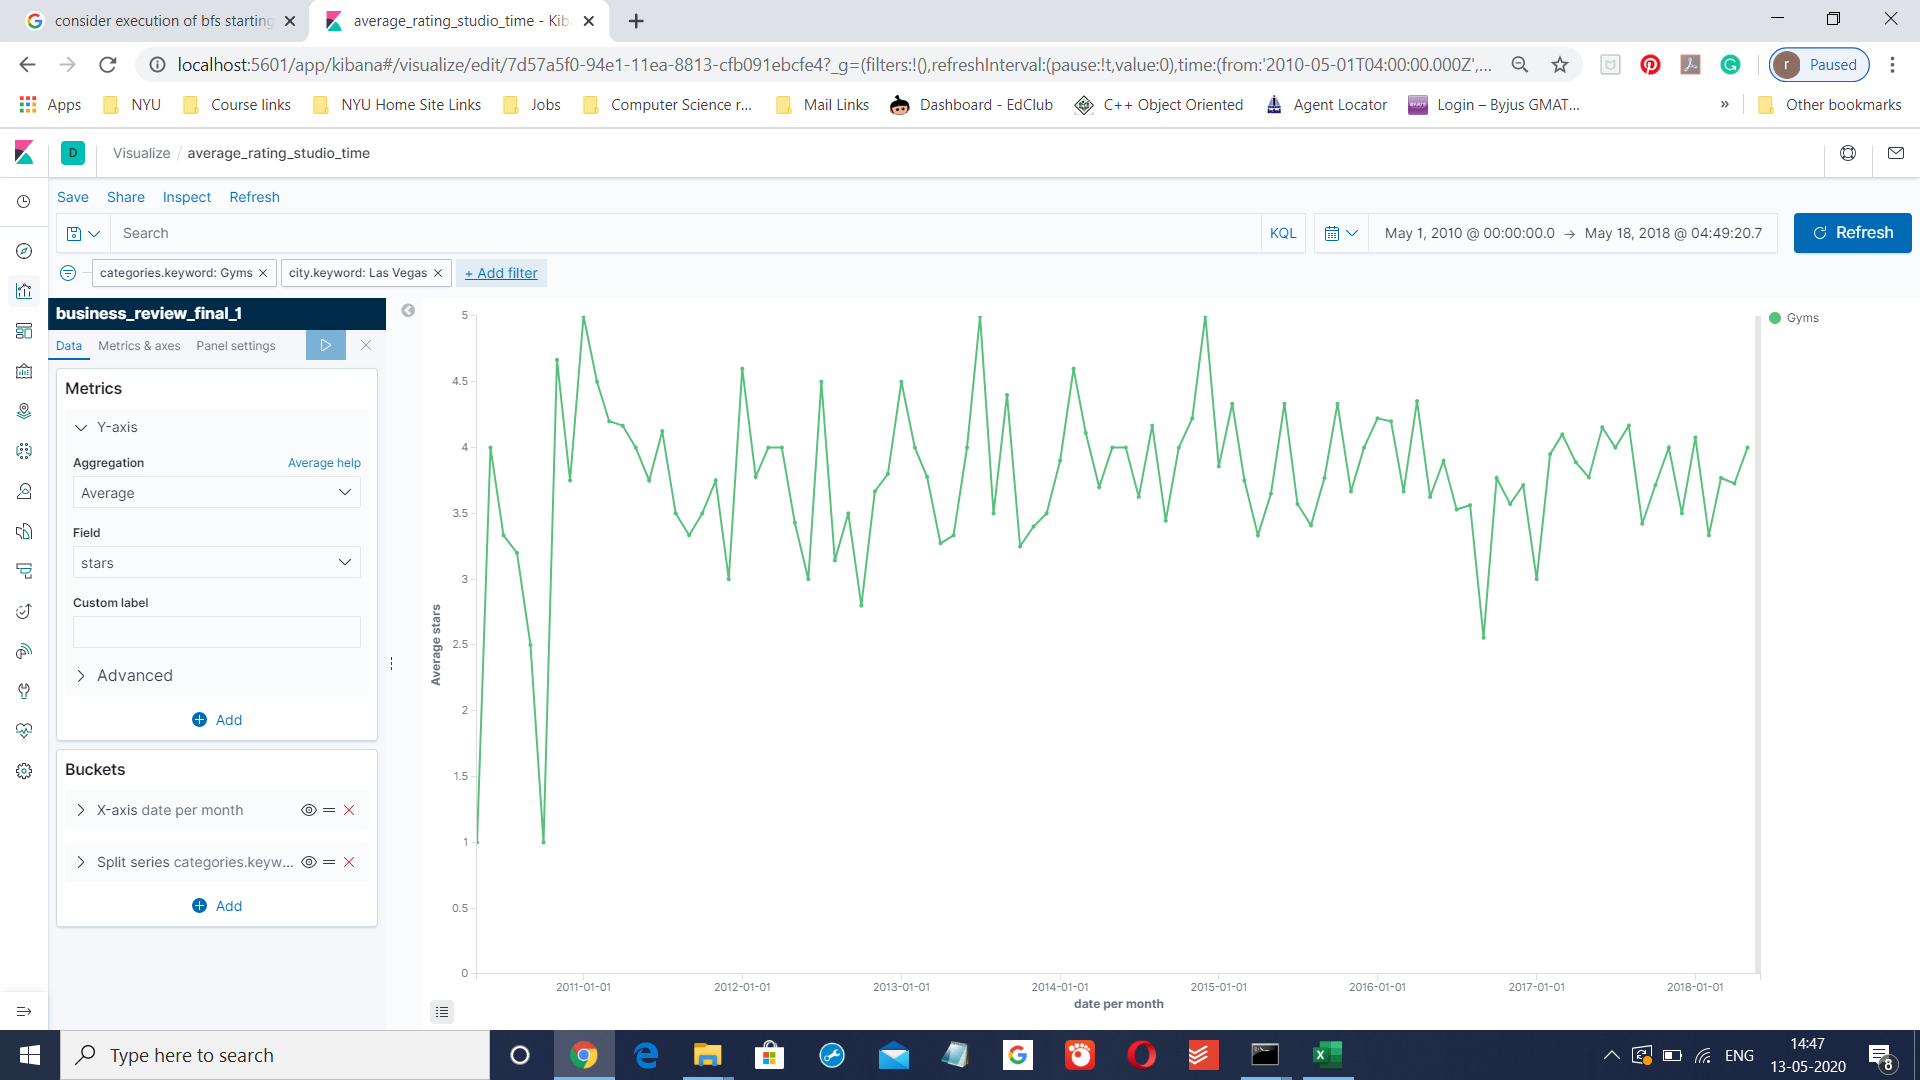 consider execution of bfs starting
average_rating_studio_time - Kib
localhost:5601/app/kibana#/visualize/edit/7d57a5f0-94e1-11ea-8813-cfb091ebcfe4?_g=(filters:!(),refreshInterval:(pause:!t,value:0),time:(from:'2010-05-01T04:00:00.000Z',...
r Paused
Apps NYU Course links NYU Home Site Links Jobs Computer Science r... Mail Links Dashboard - EdClub C++ Object Oriented Agent Locator Login – Byjus GMAT... » Other bookmarks
D Visualize / average_rating_studio_time
Save Share Inspect Refresh
Search KQL May 1, 2010 @ 00:00:00.0 → May 18, 2018 @ 04:49:20.7 Refresh
categories.keyword: Gyms city.keyword: Las Vegas + Add filter
business_review_final_1
Data Metrics & axes Panel settings
Metrics
Y-axis
Aggregation Average help
Average
Field
stars
Custom label
Advanced
Add
Buckets
X-axis date per month
Split series categories.keyw...
Add
5
4.5
4
3.5
3
2.5
2
1.5
1
0.5
0
Average stars
2011-01-01 2012-01-01 2013-01-01 2014-01-01 2015-01-01 2016-01-01 2017-01-01 2018-01-01
date per month
Gyms
Type here to search
ENG
14:47
13-05-2020
8